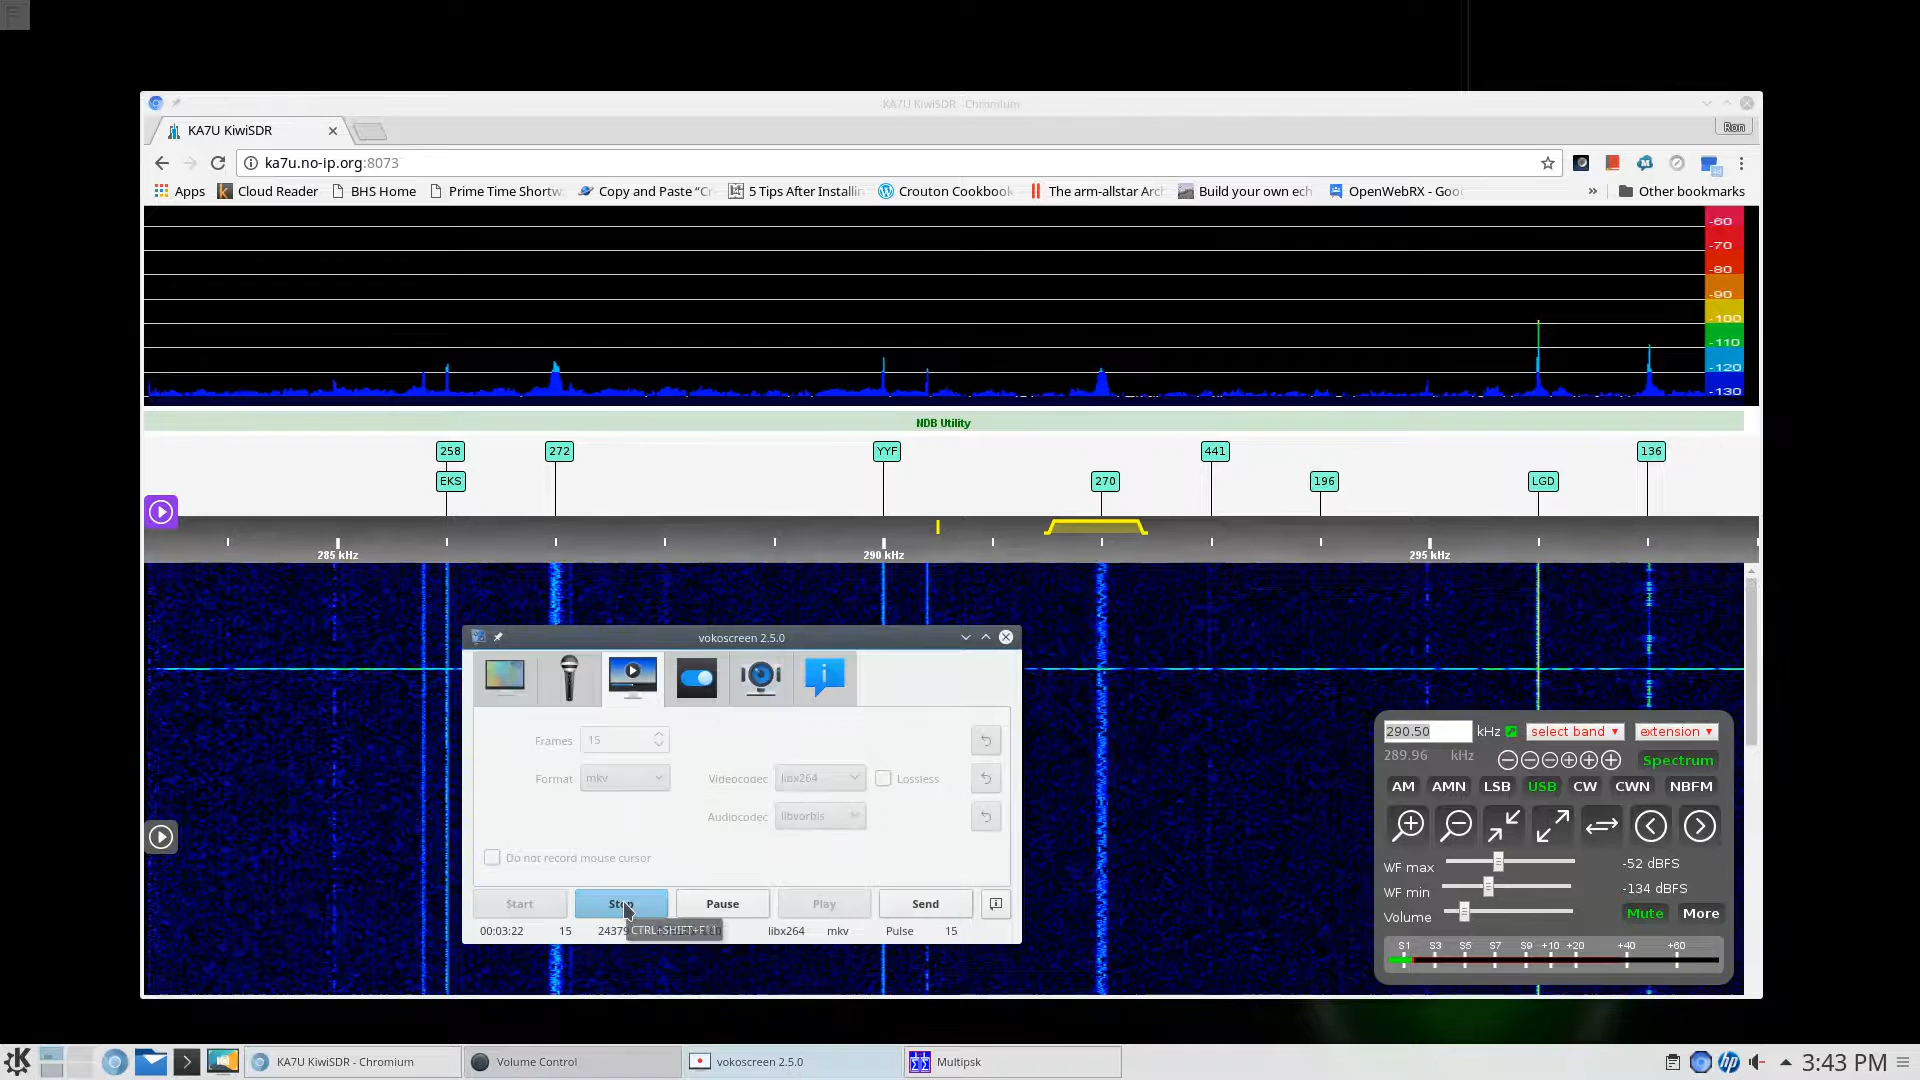 KA7U KiwiSDR - Chromium
KA7U KiwiSDR
Ron
ka7u.no-ip.org:8073
Apps Cloud Reader BHS Home Prime Time Shortw 5 Tips After Installin Crouton Cookbook The arm-allstar Arc Build your own ech OpenWebRX - Goo » Other bookmarks
Copy and Paste "Cr
-60
-70
-80
-90
-100
-110
-120
-130
NDB Utility
258 272 YYF 441 136
EKS 270 196 LGD
285 kHz 290 kHz 295 kHz
vokoscreen 2.5.0
Frames 15
Format mkv Videocodec libx264 Lossless
Audiocodec libvorbis
Do not record mouse cursor
Start Stop Pause Play Send
00:03:22 15 24379 libx264 mkv Pulse 15
290.50 kHz select band extension
289.96 kHz Spectrum
AM AMN LSB USB CW CWN NBFM
WF max -52 dBFS
WF min -134 dBFS
Volume Mute More
S1 S3 S5 S7 S9 +10 +20 +40 +60
KA7U KiwiSDR - Chromium Volume Control vokoscreen 2.5.0 Multipsk 3:43 PM